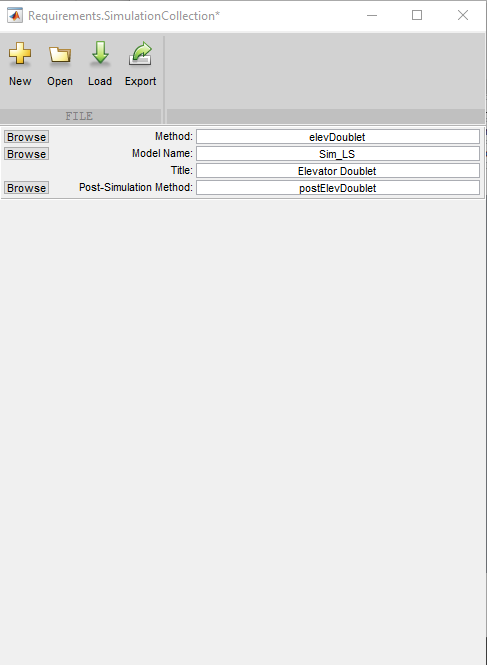 Requirements.SimulationCollection*
New Open Load Export
FILE
Browse Method: elevDoublet
Browse Model Name: Sim_LS
Title: Elevator Doublet
Browse Post-Simulation Method: postElevDoublet